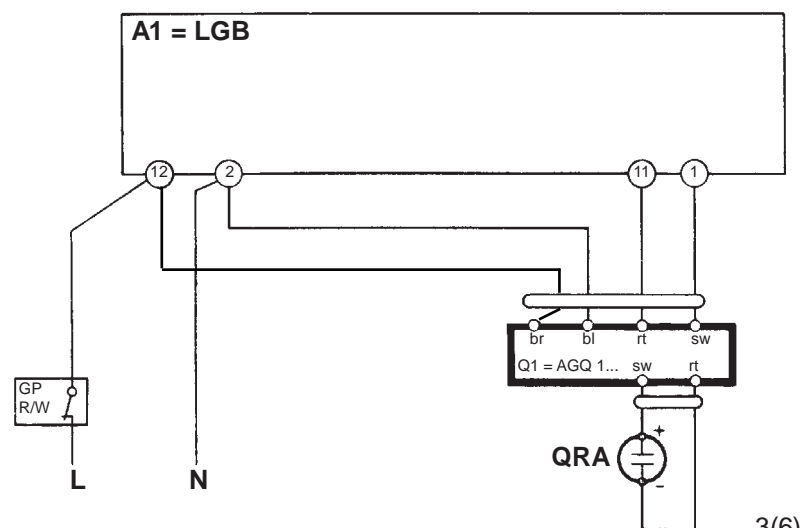 A1 = LGB
12
2
11
1
br
bl
rt
sw
Q1 = AGQ 1... sw rt
GP
R/W
QRA
+
-
L
N
3(6)